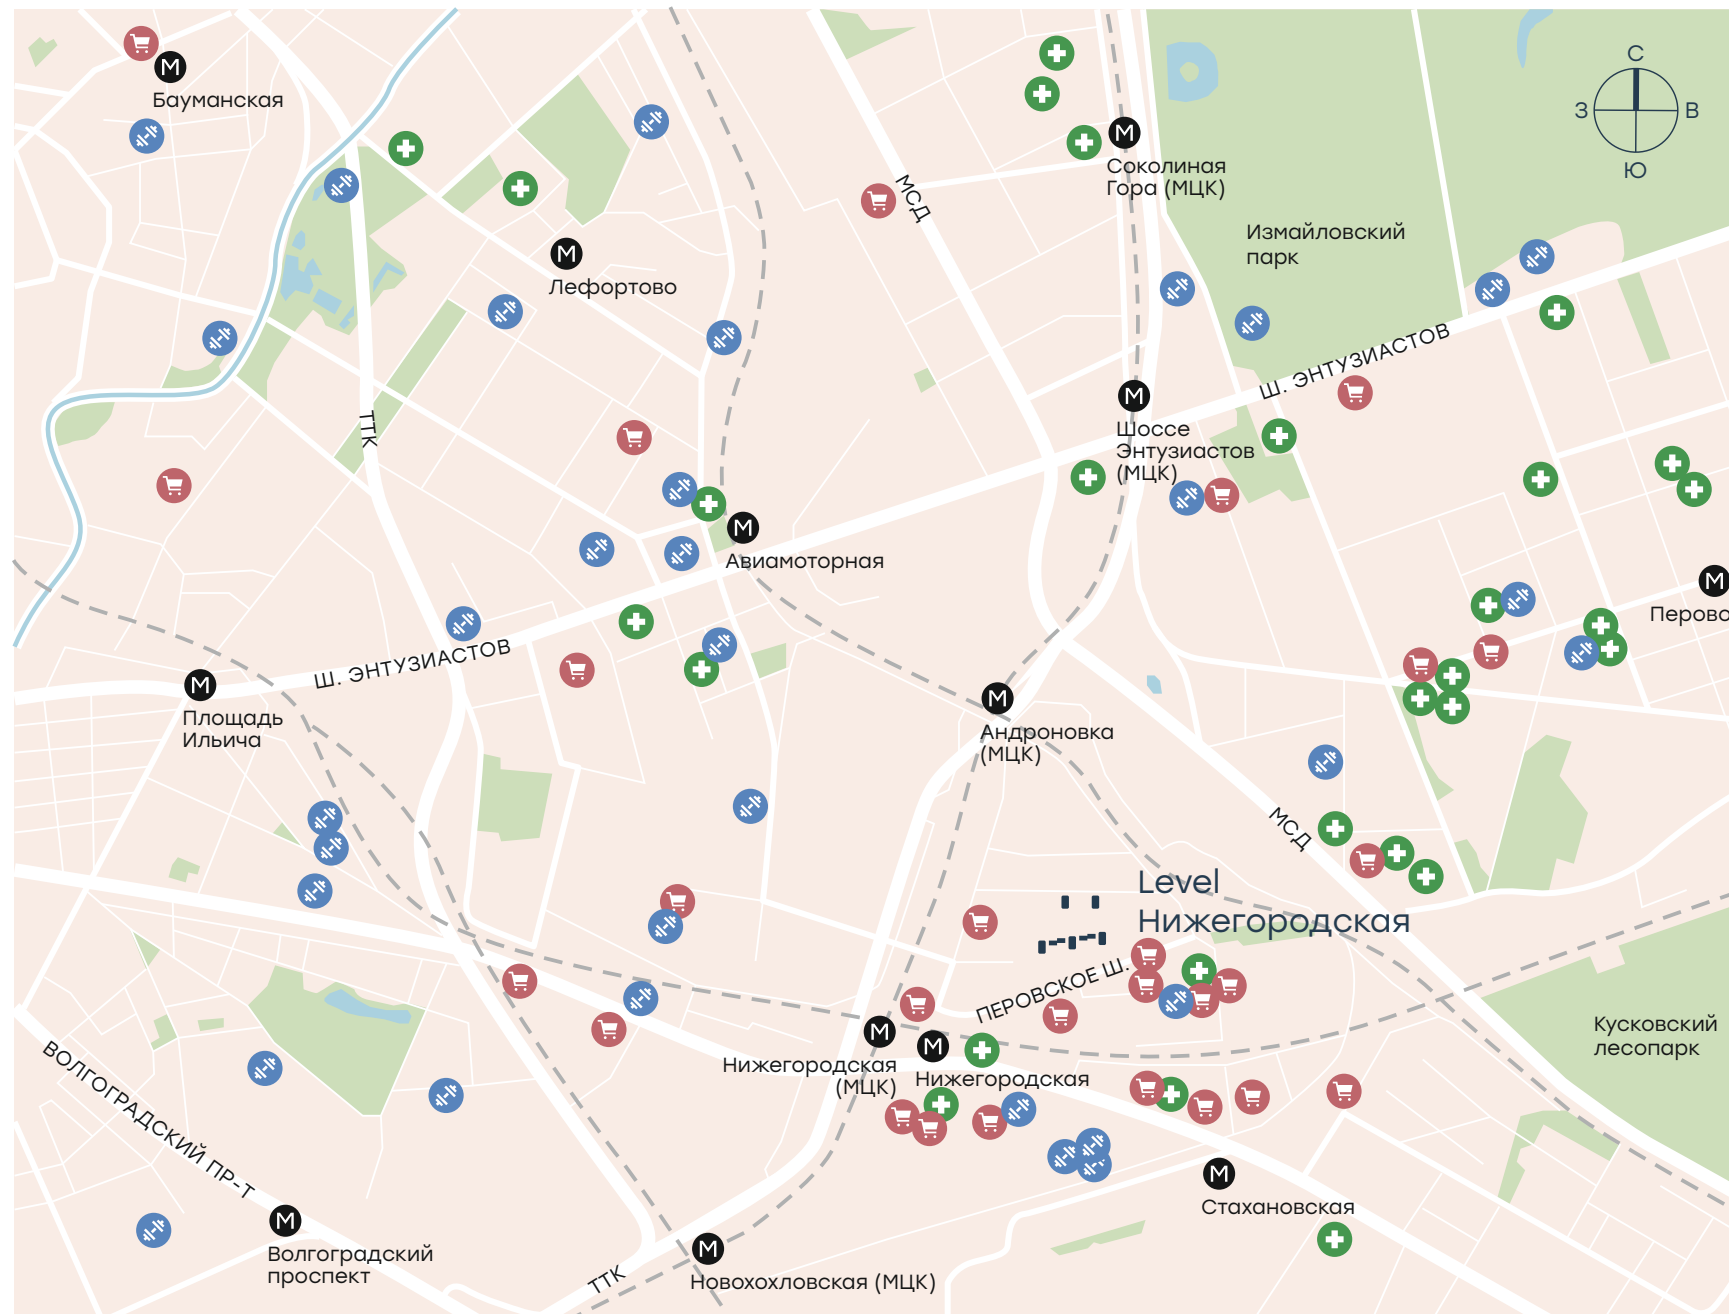 М
Бауманская
С
З
В
Ю
М
Соколиная
Гора (МЦК)
МСД
Измайловский
парк
М
Лефортово
Ш. ЭНТУЗИАСТОВ
ТТК
М
Шоссе
Энтузиастов
(МЦК)
М
Авиамоторная
М
Перово
Ш. ЭНТУЗИАСТОВ
М
Площадь
Ильича
М
Андроновка
(МЦК)
МСД
Level
Нижегородская
ПЕРОВСКОЕ Ш.
М
Нижегородская
(МЦК)
М
Нижегородская
Кусковский
лесопарк
ВОЛГОГРАДСКИЙ ПР-Т
М
Стахановская
М
Волгоградский
проспект
М
Новохохловская (МЦК)
ТТК